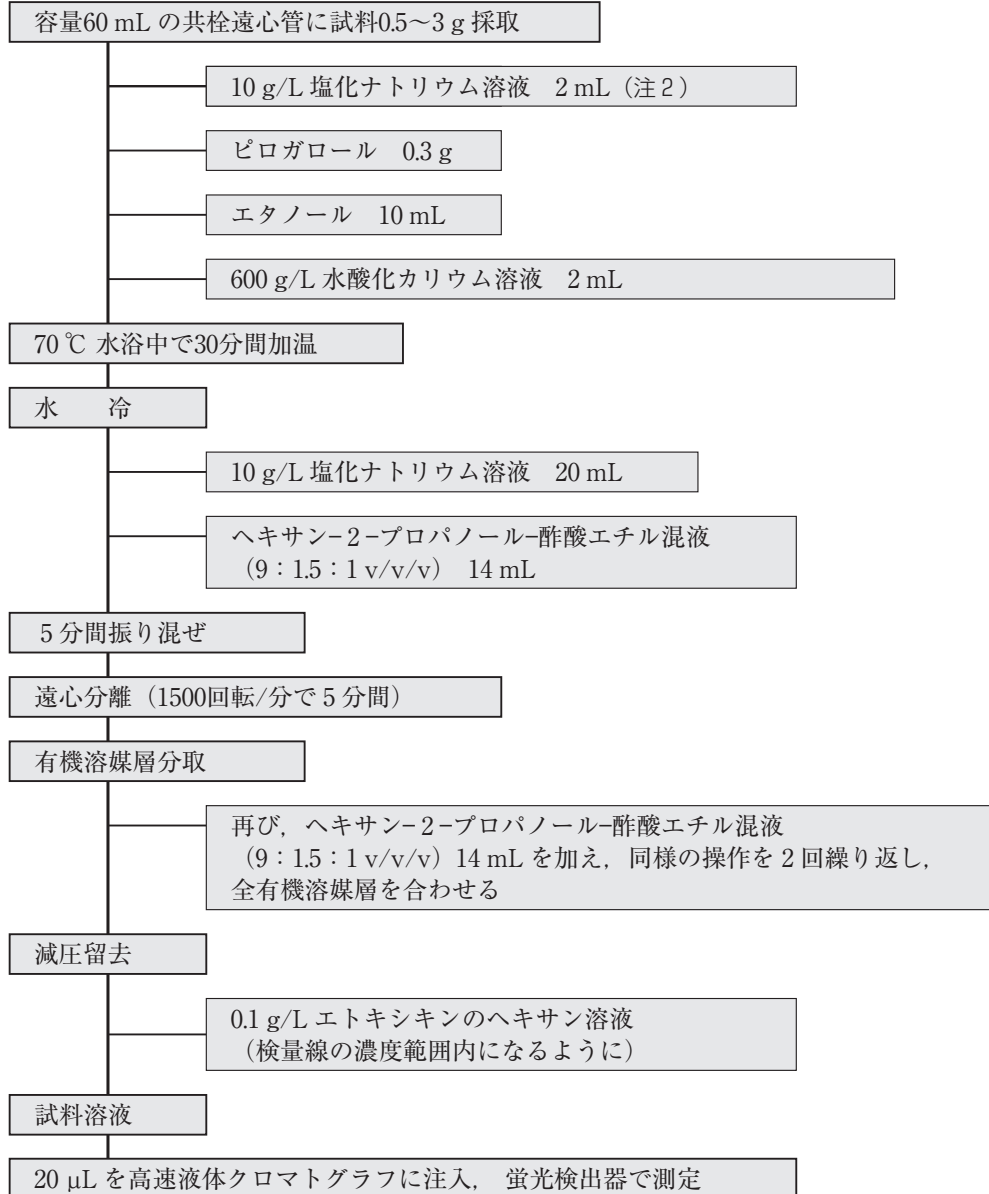 容量60 mL の共栓遠心管に試料0.5～3 g 採取
10 g/L 塩化ナトリウム溶液　2 mL（注２）
ピロガロール　0.3 g
エタノール　10 mL
600 g/L 水酸化カリウム溶液　2 mL
70 ℃ 水浴中で30分間加温
水　　冷
10 g/L 塩化ナトリウム溶液　20 mL
ヘキサン−２−プロパノール−酢酸エチル混液
（9：1.5：1 v/v/v）　14 mL
５分間振り混ぜ
遠心分離（1500回転/分で５分間）
有機溶媒層分取
再び，ヘキサン−２−プロパノール−酢酸エチル混液
（9：1.5：1 v/v/v）14 mL を加え，同様の操作を２回繰り返し，
全有機溶媒層を合わせる
減圧留去
0.1 g/L エトキシキンのヘキサン溶液
（検量線の濃度範囲内になるように）
試料溶液
20 μL を高速液体クロマトグラフに注入，　蛍光検出器で測定